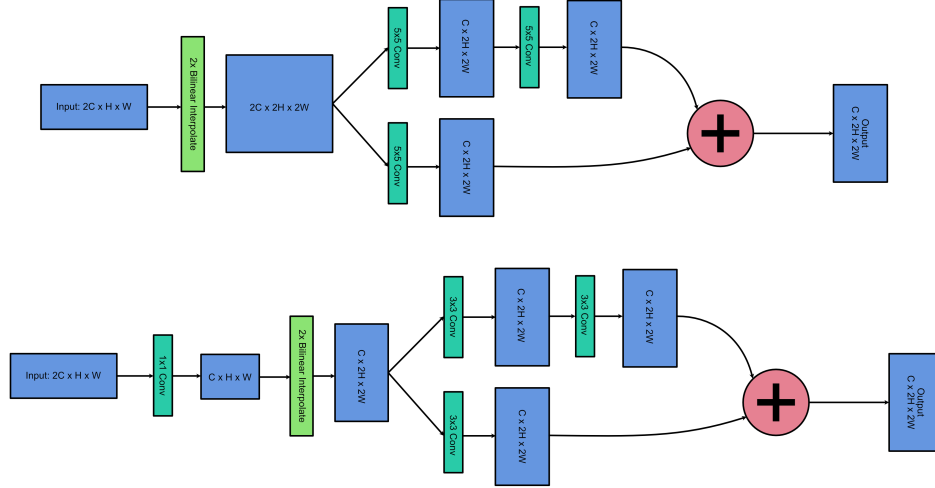 Input: 2C x H x W
2x Bilinear Interpolate
2C x 2H x 2W
5x5 Conv
C x 2H x 2W
5x5 Conv
C x 2H x 2W
5x5 Conv
C x 2H x 2W
Output
C x 2H x 2W
Input: 2C x H x W
1x1 Conv
C x H x W
2x Bilinear Interpolate
C x 2H x 2W
3x3 Conv
C x 2H x 2W
3x3 Conv
C x 2H x 2W
3x3 Conv
C x 2H x 2W
Output
C x 2H x 2W